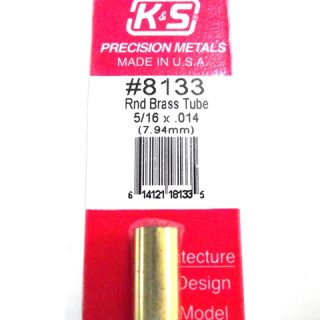 K&S
PRECISION METALS
MADE IN U.S.A.
#8133
Rnd Brass Tube
5/16 x .014
(7.94mm)
6 14121 18133 5
Design
Model